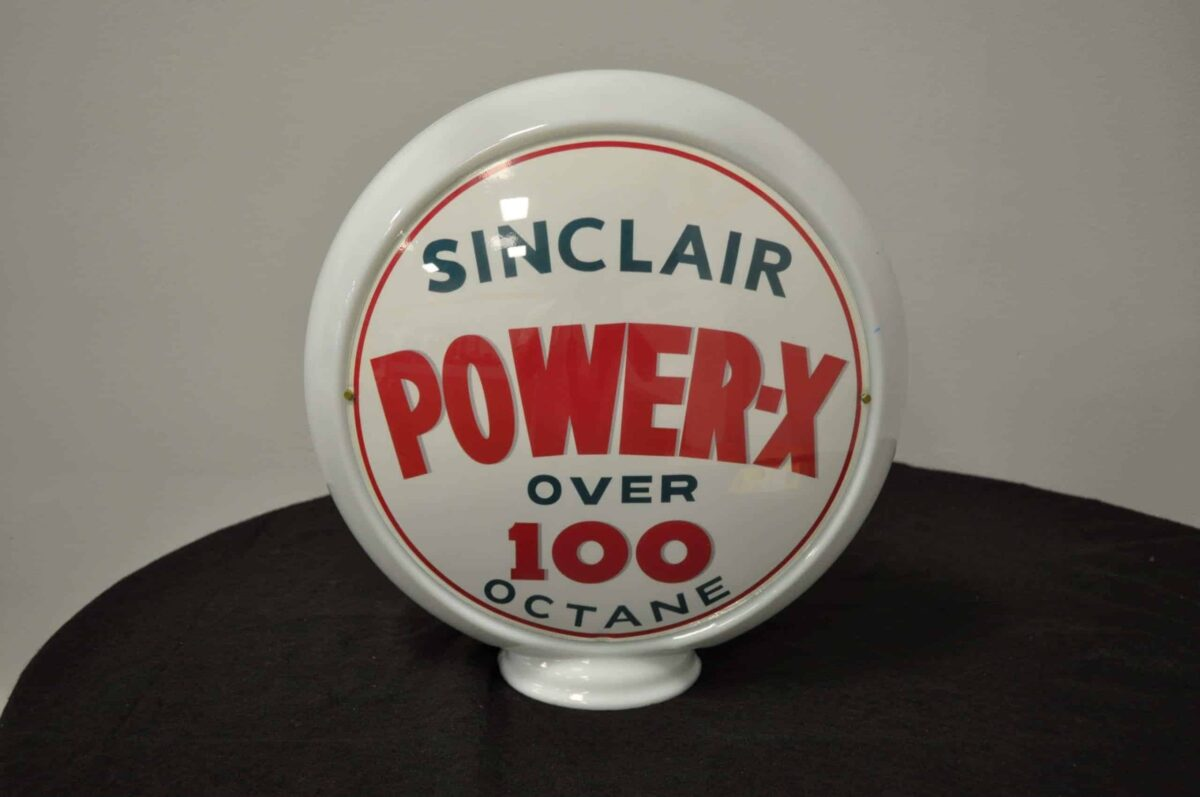 SINCLAIR
POWER-X
OVER
100
OCTANE